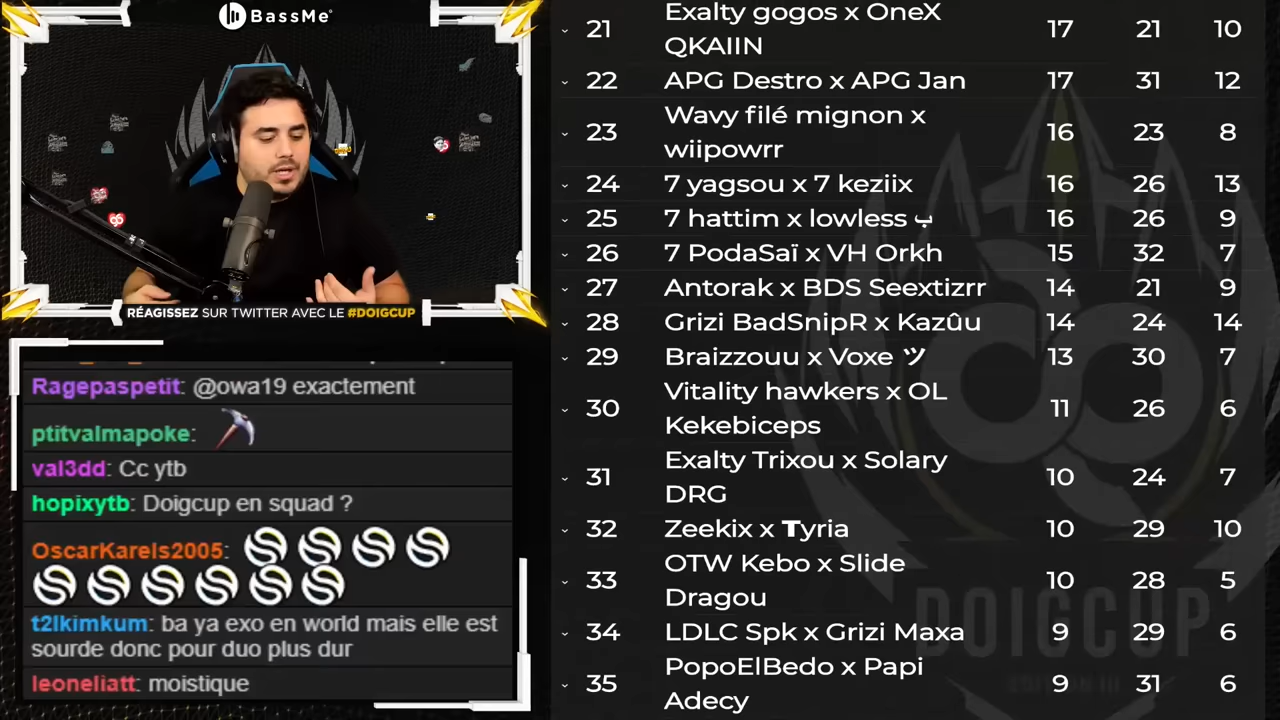 BassMe
RÉAGISSEZ SUR TWITTER AVEC LE #DOIGCUP
Ragepaspetit: @owa19 exactement
ptitvalmapoke:
val3dd: Cc ytb
hopixytb: Doigcup en squad ?
OscarKarels2005:
t2lkimkum: ba ya exo en world mais elle est
sourde donc pour duo plus dur
leoneliatt: moistique
21 Exalty gogos x OneX QKAIIN 17 21 10
22 APG Destro x APG Jan 17 31 12
23 Wavy filé mignon x wiipowrr 16 23 8
24 7 yagsou x 7 keziix 16 26 13
25 7 hattim x lowless ب 16 26 9
26 7 PodaSaï x VH Orkh 15 32 7
27 Antorak x BDS Seextizrr 14 21 9
28 Grizi BadSnipR x Kazûu 14 24 14
29 Braizzouu x Voxe ツ 13 30 7
30 Vitality hawkers x OL Kekebiceps 11 26 6
31 Exalty Trixou x Solary DRG 10 24 7
32 Zeekix x Tyria 10 29 10
33 OTW Kebo x Slide Dragou 10 28 5
34 LDLC Spk x Grizi Maxa 9 29 6
35 PopoElBedo x Papi Adecy 9 31 6
DOIGCUP
EDITION III